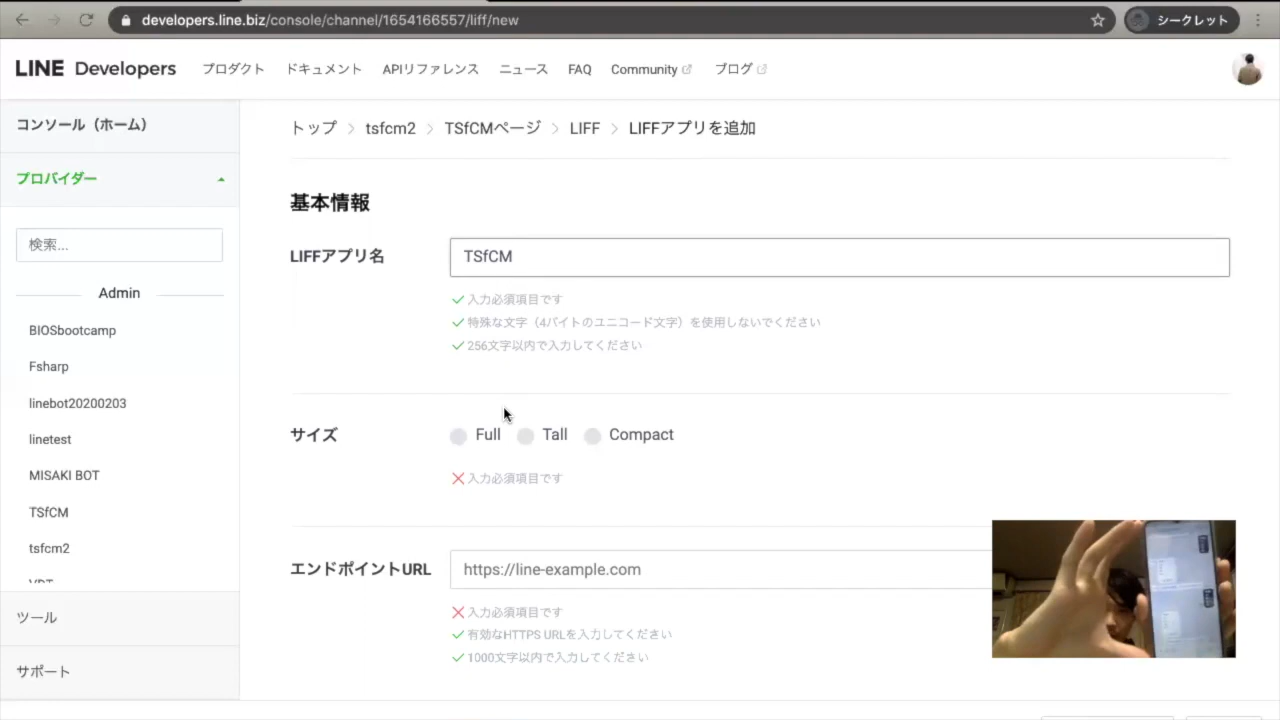 developers.line.biz/console/channel/1654166557/liff/new
シークレット
LINE Developers
プロダクト
ドキュメント
APIリファレンス
ニュース
FAQ
Community
ブログ
コンソール（ホーム）
プロバイダー
検索...
Admin
BIOSbootcamp
Fsharp
linebot20200203
linetest
MISAKI BOT
TSfCM
tsfcm2
ツール
サポート
トップ > tsfcm2 > TSfCMページ > LIFF > LIFFアプリを追加
基本情報
LIFFアプリ名
TSfCM
入力必須項目です
特殊な文字（4バイトのユニコード文字）を使用しないでください
256文字以内で入力してください
サイズ
Full
Tall
Compact
入力必須項目です
エンドポイントURL
https://line-example.com
入力必須項目です
有効なHTTPS URLを入力してください
1000文字以内で入力してください